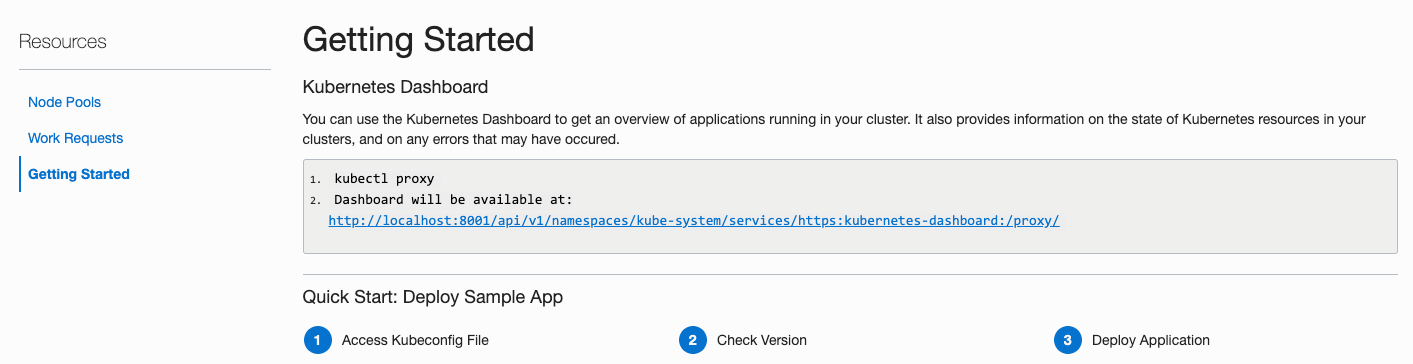 Resources
Node Pools
Work Requests
Getting Started
Getting Started
Kubernetes Dashboard
You can use the Kubernetes Dashboard to get an overview of applications running in your cluster. It also provides information on the state of Kubernetes resources in your
clusters, and on any errors that may have occured.
1. kubectl proxy
2. Dashboard will be available at:
http://localhost:8001/api/v1/namespaces/kube-system/services/https:kubernetes-dashboard:/proxy/
Quick Start: Deploy Sample App
1 Access Kubeconfig File
2 Check Version
3 Deploy Application